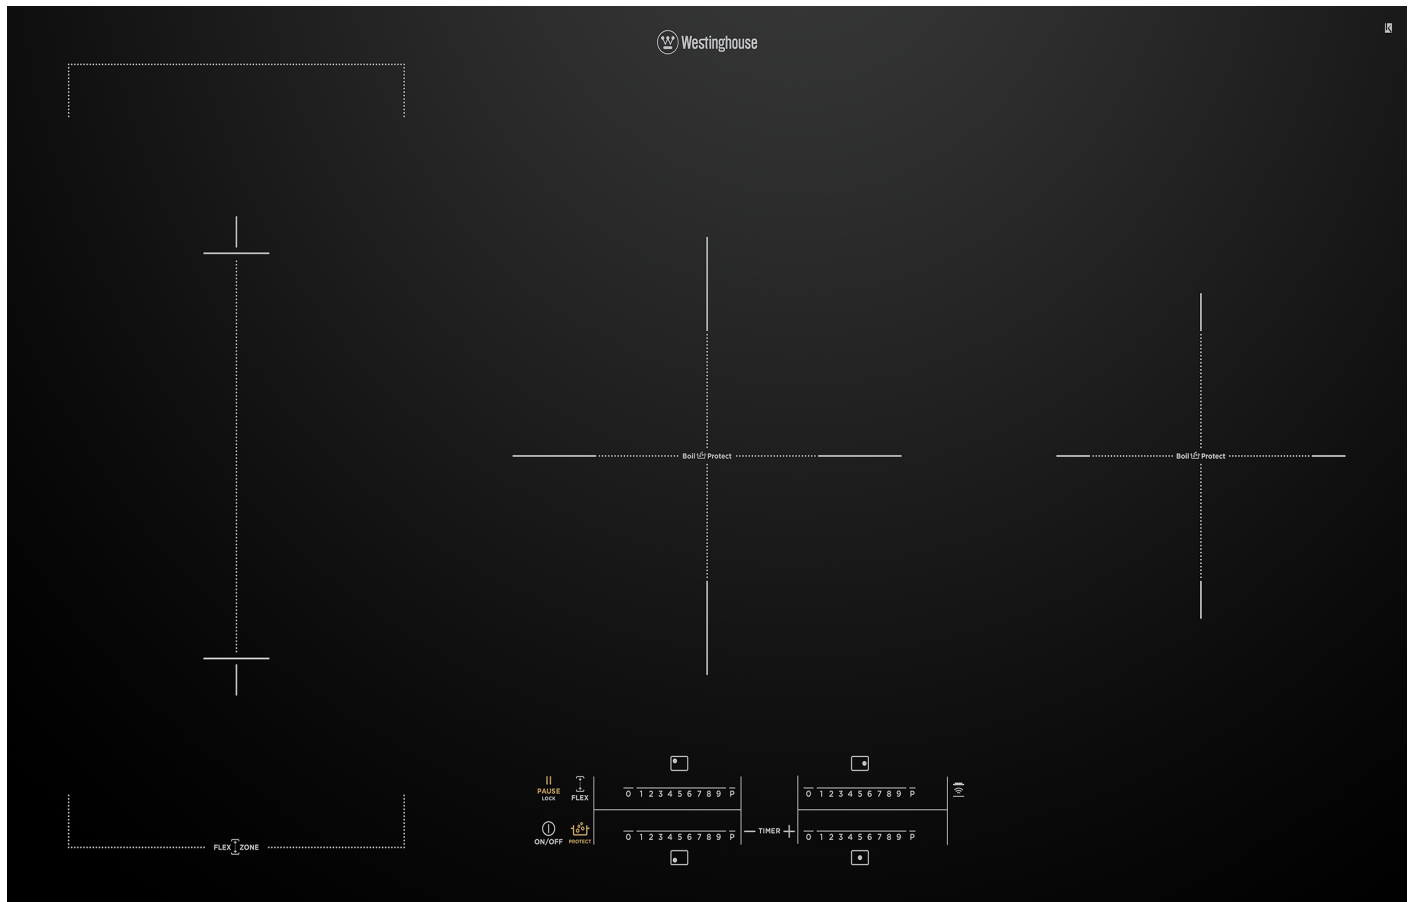 Westinghouse
Boil Protect
Boil Protect
PAUSE
LOCK
FLEX
0 1 2 3 4 5 6 7 8 9 P
0 1 2 3 4 5 6 7 8 9 P
TIMER
ON/OFF
PROTECT
0 1 2 3 4 5 6 7 8 9 P
0 1 2 3 4 5 6 7 8 9 P
FLEX ZONE